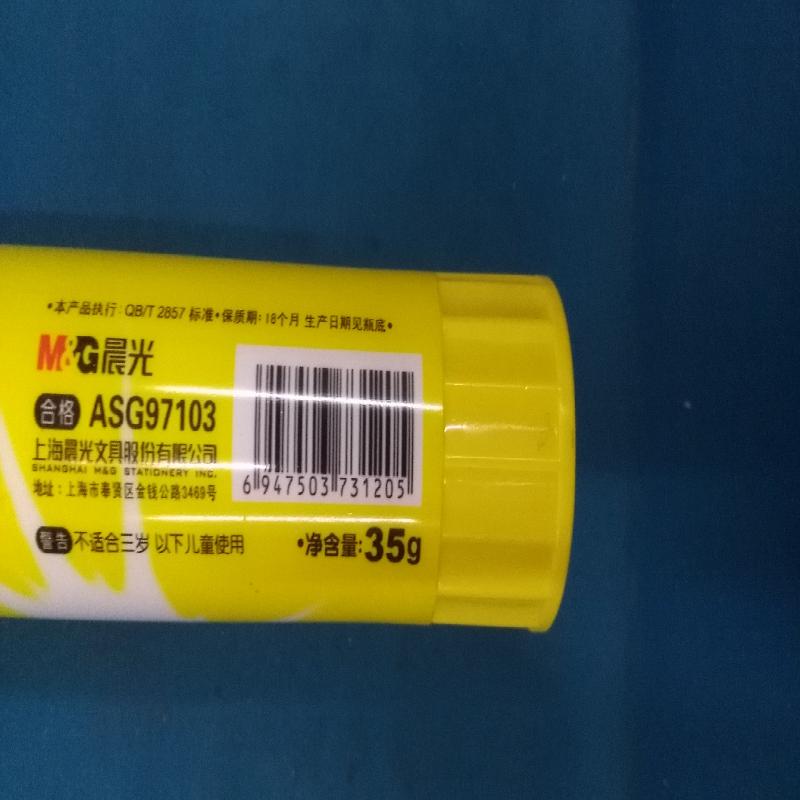 •本产品执行: QB/T 2857 标准•保质期: 18个月 生产日期见瓶底•
M&G晨光
合格 ASG97103
上海晨光文具股份有限公司
SHANGHAI M&G STATIONERY INC.
地址: 上海市奉贤区金钱公路3469号
6 947503 731205
警告 不适合三岁 以下儿童使用
•净含量: 35g